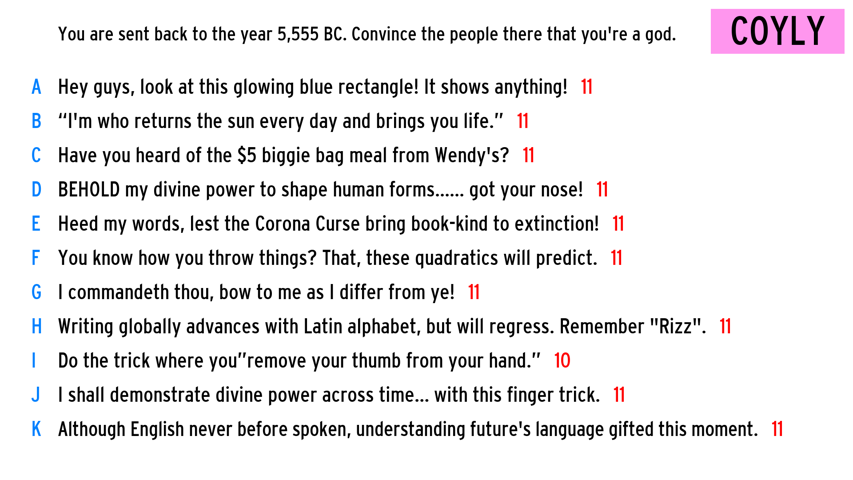 You are sent back to the year 5,555 BC. Convince the people there that you're a god.
COYLY
A Hey guys, look at this glowing blue rectangle! It shows anything! 11
B “I'm who returns the sun every day and brings you life.” 11
C Have you heard of the $5 biggie bag meal from Wendy's? 11
D BEHOLD my divine power to shape human forms...... got your nose! 11
E Heed my words, lest the Corona Curse bring book-kind to extinction! 11
F You know how you throw things? That, these quadratics will predict. 11
G I commandeth thou, bow to me as I differ from ye! 11
H Writing globally advances with Latin alphabet, but will regress. Remember "Rizz". 11
I Do the trick where you”remove your thumb from your hand.” 10
J I shall demonstrate divine power across time... with this finger trick. 11
K Although English never before spoken, understanding future's language gifted this moment. 11